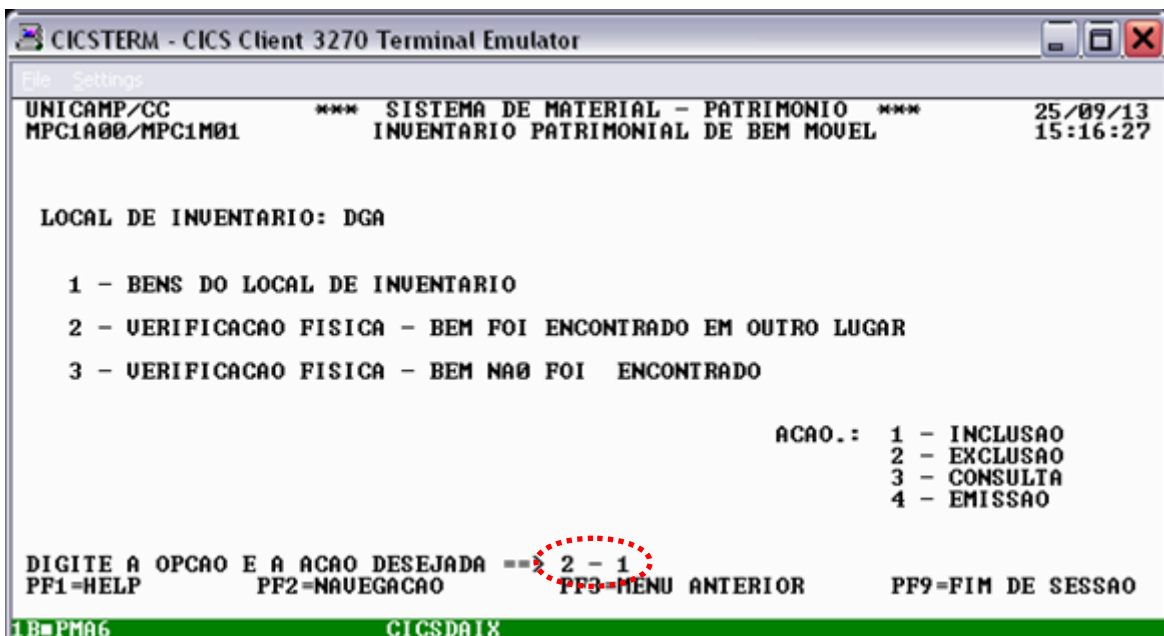 CICSTERM - CICS Client 3270 Terminal Emulator
File Settings
UNICAMP/CC *** SISTEMA DE MATERIAL - PATRIMONIO *** 25/09/13
MPC1A00/MPC1M01 INVENTARIO PATRIMONIAL DE BEM MOVEL 15:16:27
LOCAL DE INVENTARIO: DGA
1 - BENS DO LOCAL DE INVENTARIO
2 - VERIFICACAO FISICA - BEM FOI ENCONTRADO EM OUTRO LUGAR
3 - VERIFICACAO FISICA - BEM NA0 FOI ENCONTRADO
ACAO.: 1 - INCLUSAO
2 - EXCLUSAO
3 - CONSULTA
4 - EMISSAO
DIGITE A OPCAO E A ACAO DESEJADA ==> 2 - 1
PF1=HELP PF2=NAVEGACAO PF3=MENU ANTERIOR PF9=FIM DE SESSAO
1B■PMA6 CICSDAIX